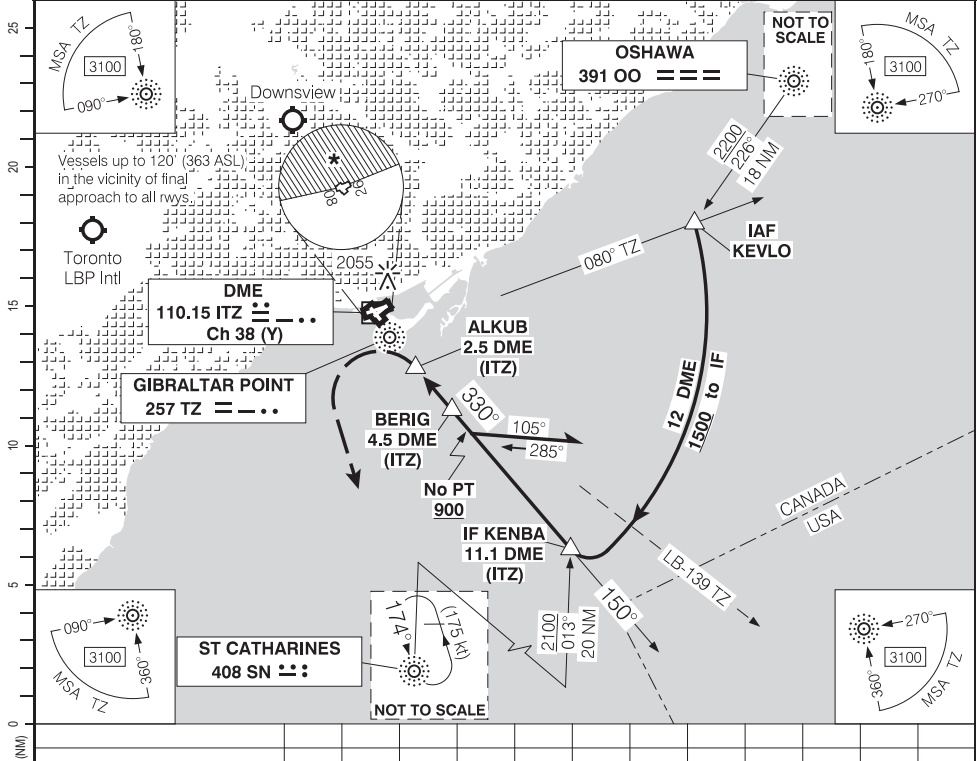 25
20
15
10
5
0
(NM)
MSA TZ
180°
3100
090°
Downsview
Vessels up to 120' (363 ASL)
in the vicinity of final
approach to all rwys.
Toronto
LBP Intl
*
08
26
2055
OSHAWA
391 OO
NOT TO
SCALE
MSA TZ
180°
3100
270°
2200
226°
18 NM
080° TZ
IAF
KEVLO
DME
110.15 ITZ
Ch 38 (Y)
GIBRALTAR POINT
257 TZ
ALKUB
2.5 DME
(ITZ)
BERIG
4.5 DME
(ITZ)
330°
105°
285°
No PT
900
12 DME
1500 to IF
IF KENBA
11.1 DME
(ITZ)
CANADA
USA
LB-139 TZ
150°
2100
013°
20 NM
ST CATHARINES
408 SN
174°
(175 kt)
NOT TO SCALE
090°
3100
360°
MSA TZ
270°
3100
360°
MSA TZ